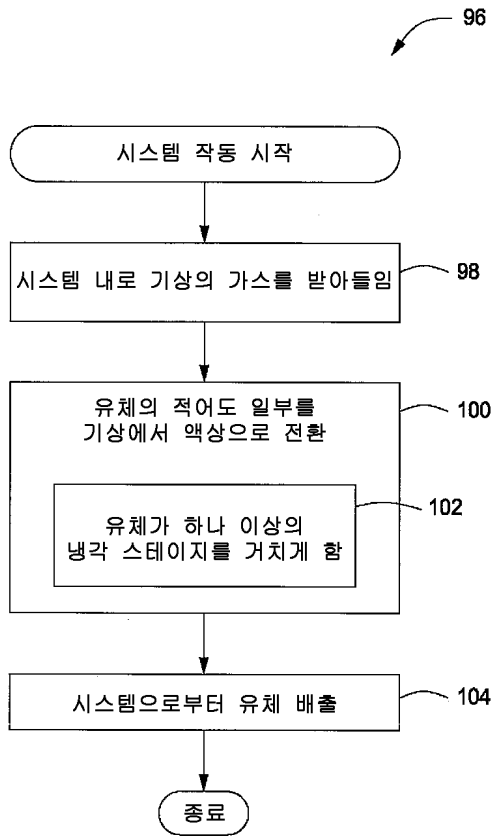 96
시스템 작동 시작
시스템 내로 기상의 가스를 받아들임
98
유체의 적어도 일부를
기상에서 액상으로 전환
100
유체가 하나 이상의
냉각 스테이지를 거치게 함
102
시스템으로부터 유체 배출
104
종료